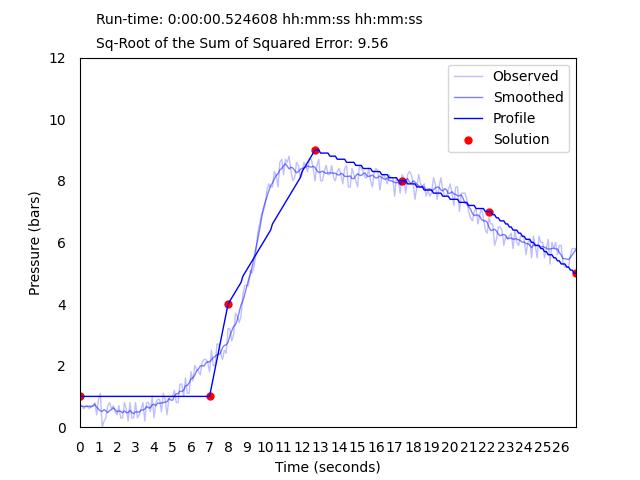 Run-time: 0:00:00.524608 hh:mm:ss hh:mm:ss
Sq-Root of the Sum of Squared Error: 9.56
Observed
Smoothed
Profile
Solution
Pressure (bars)
12
10
8
6
4
2
0
0 1 2 3 4 5 6 7 8 9 10 11 12 13 14 15 16 17 18 19 20 21 22 23 24 25 26
Time (seconds)